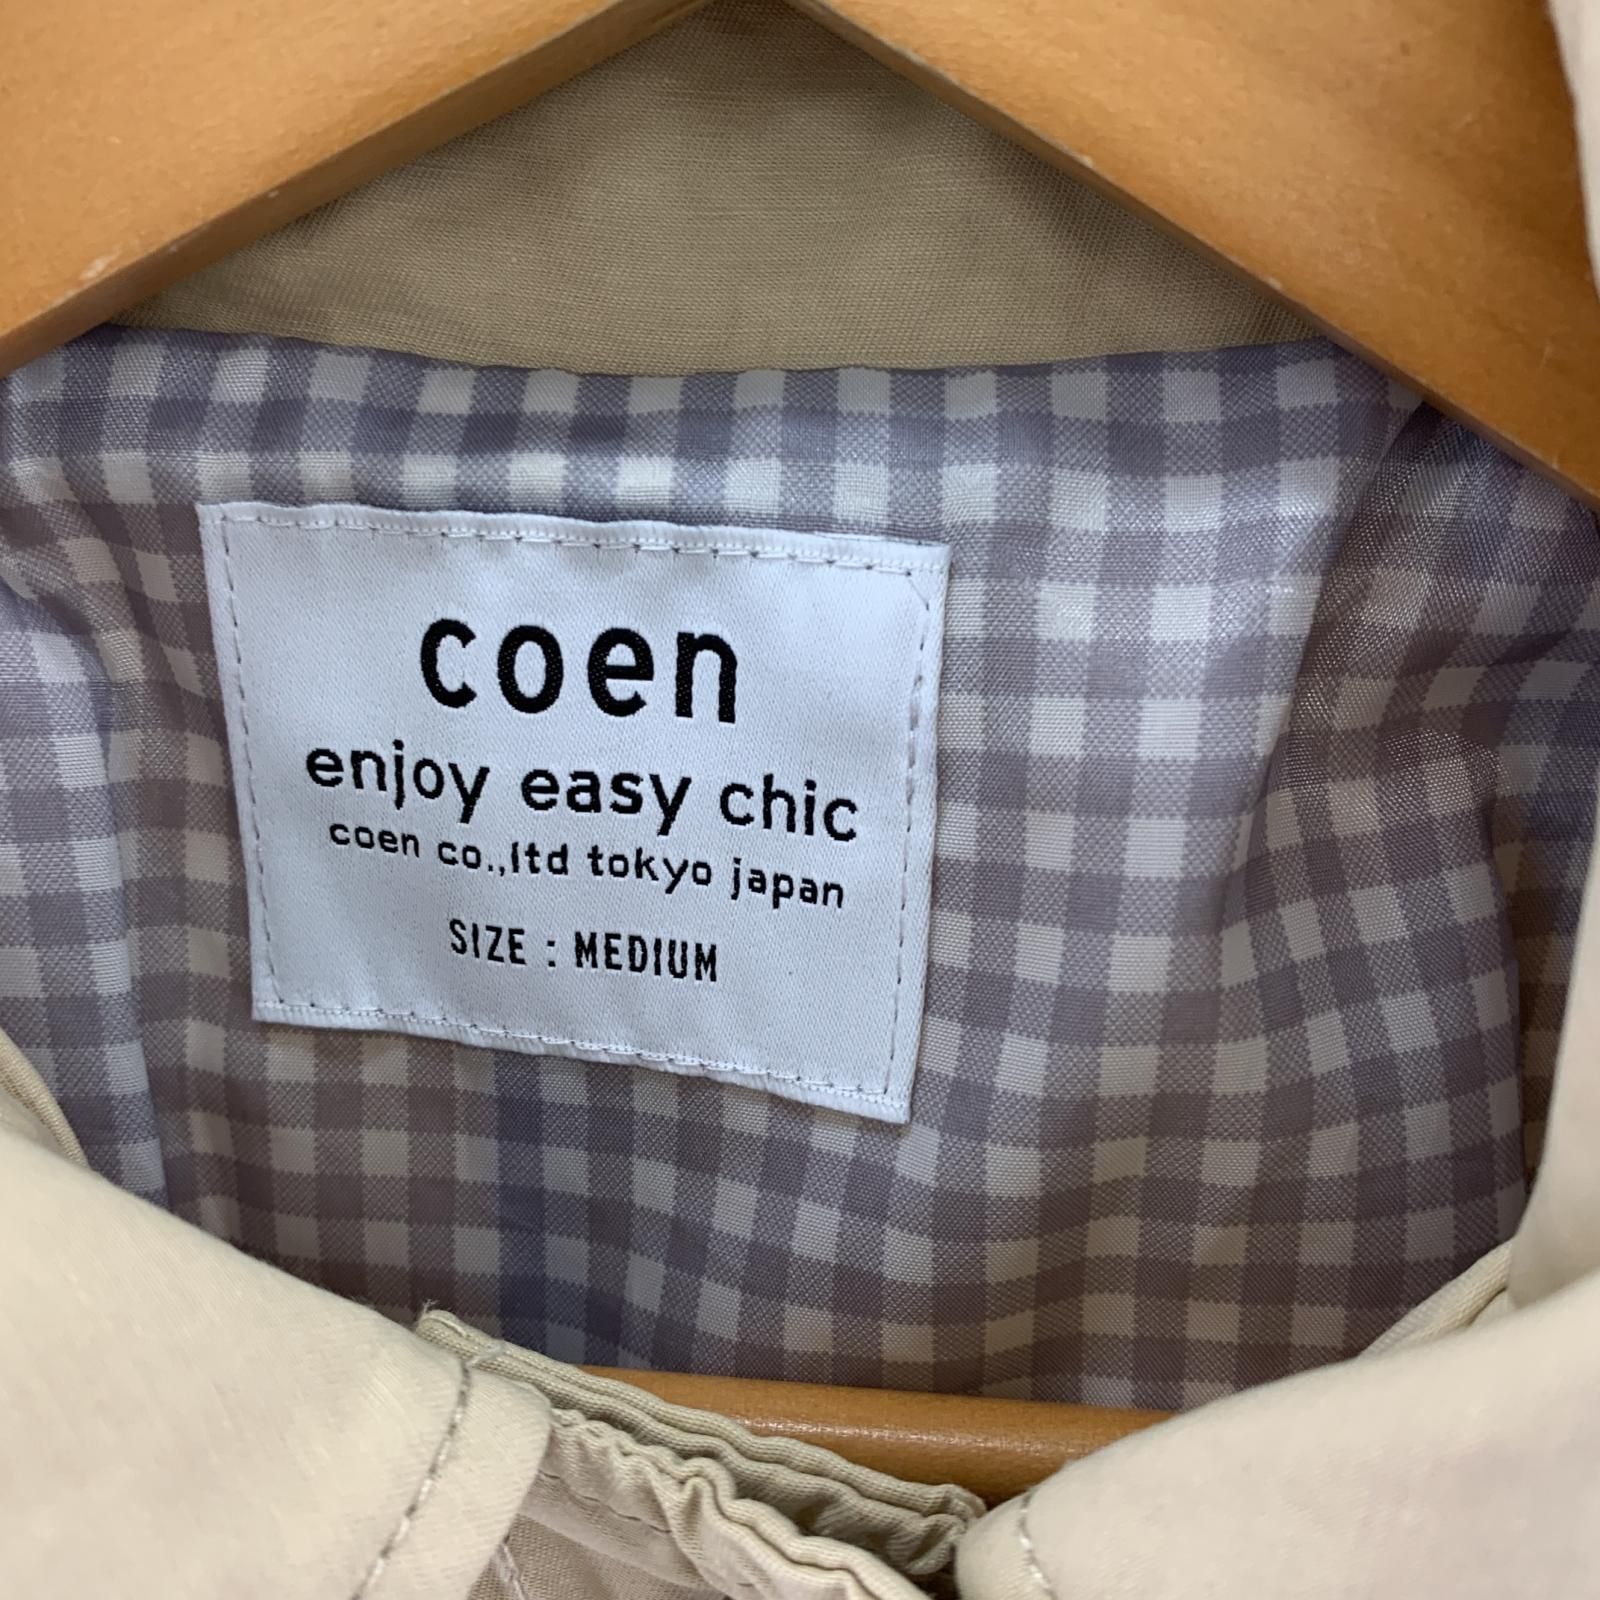 coen
enjoy easy chic
coen co.,ltd tokyo japan
SIZE : MEDIUM